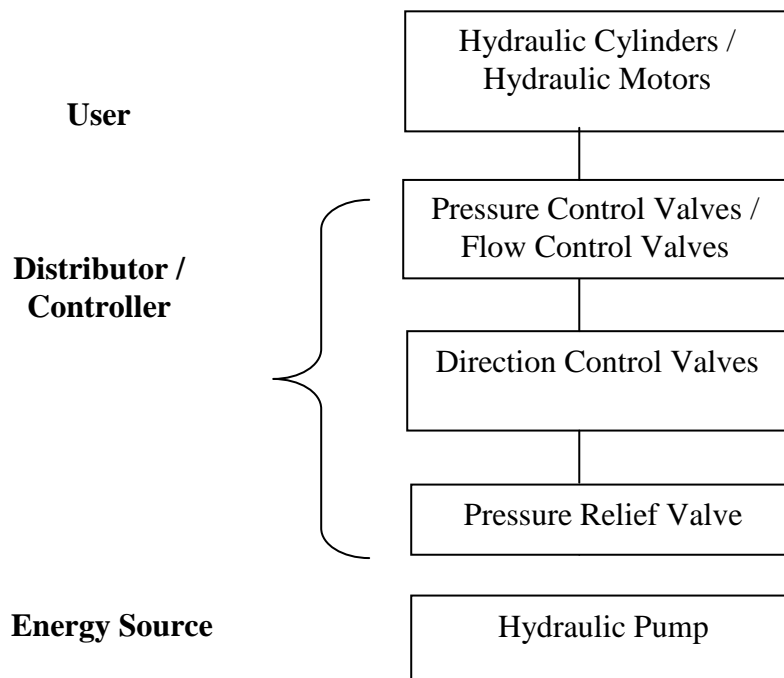 Hydraulic Cylinders /
Hydraulic Motors
User
Pressure Control Valves /
Flow Control Valves
Distributor /
Controller
Direction Control Valves
Pressure Relief Valve
Energy Source
Hydraulic Pump